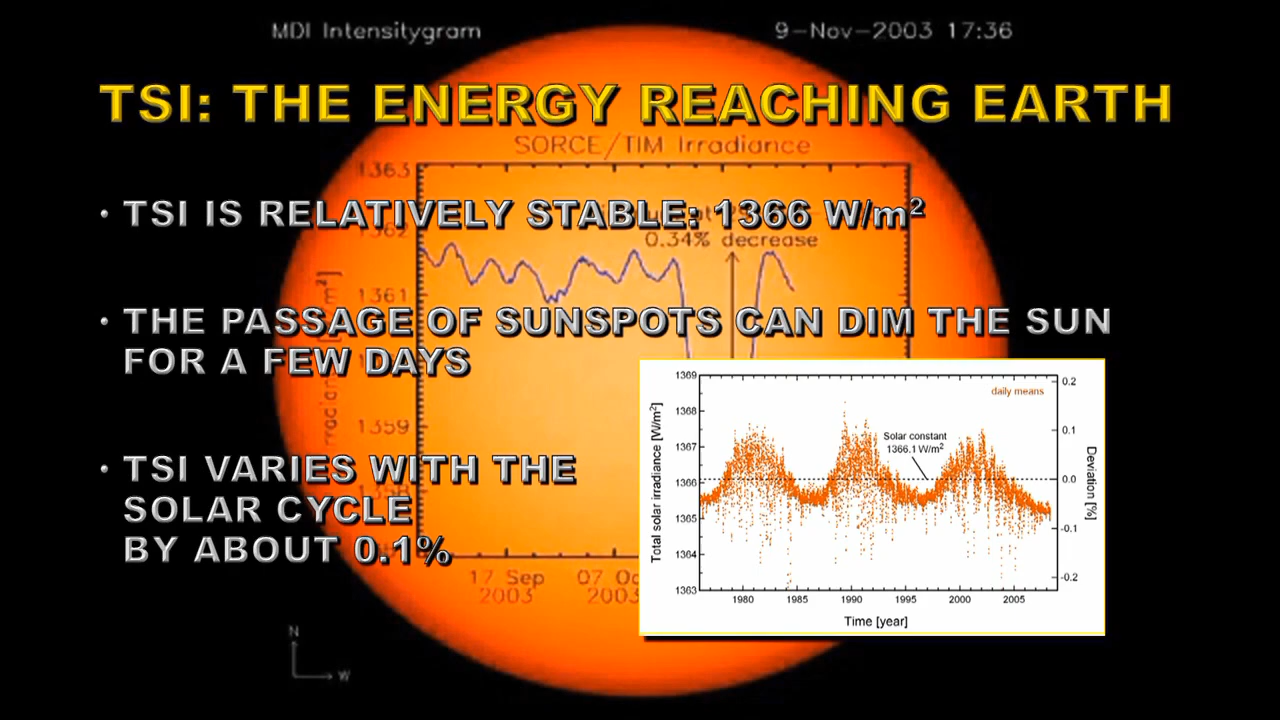 MDI Intensitygram
9-Nov-2003 17:36
TSI: THE ENERGY REACHING EARTH
SORCE/TIM Irradiance
1363
• TSI IS RELATIVELY STABLE: 1366 W/m²
0.34% decrease
1361
• THE PASSAGE OF SUNSPOTS CAN DIM THE SUN
FOR A FEW DAYS
1359
• TSI VARIES WITH THE
SOLAR CYCLE
BY ABOUT 0.1%
17 Sep
2003
07
2003
N
W
1369
1368
1367
1366
1365
1364
1363
Total solar irradiance [W/m²]
daily means
Solar constant
1366.1 W/m²
0.2
0.1
0.0
-0.1
-0.2
Deviation [%]
1980 1985 1990 1995 2000 2005
Time [year]